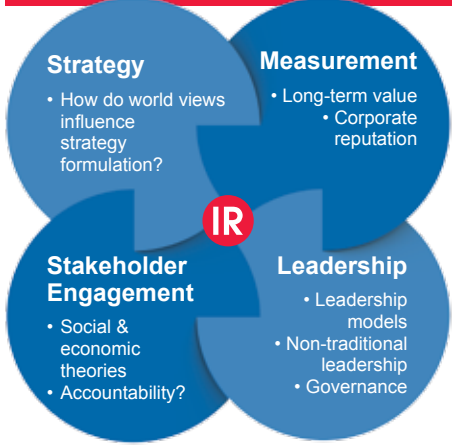 Strategy
• How do world views
influence
strategy
formulation?
Measurement
• Long-term value
• Corporate
reputation
IR
Stakeholder
Engagement
• Social &
economic
theories
• Accountability?
Leadership
• Leadership
models
• Non-traditional
leadership
• Governance